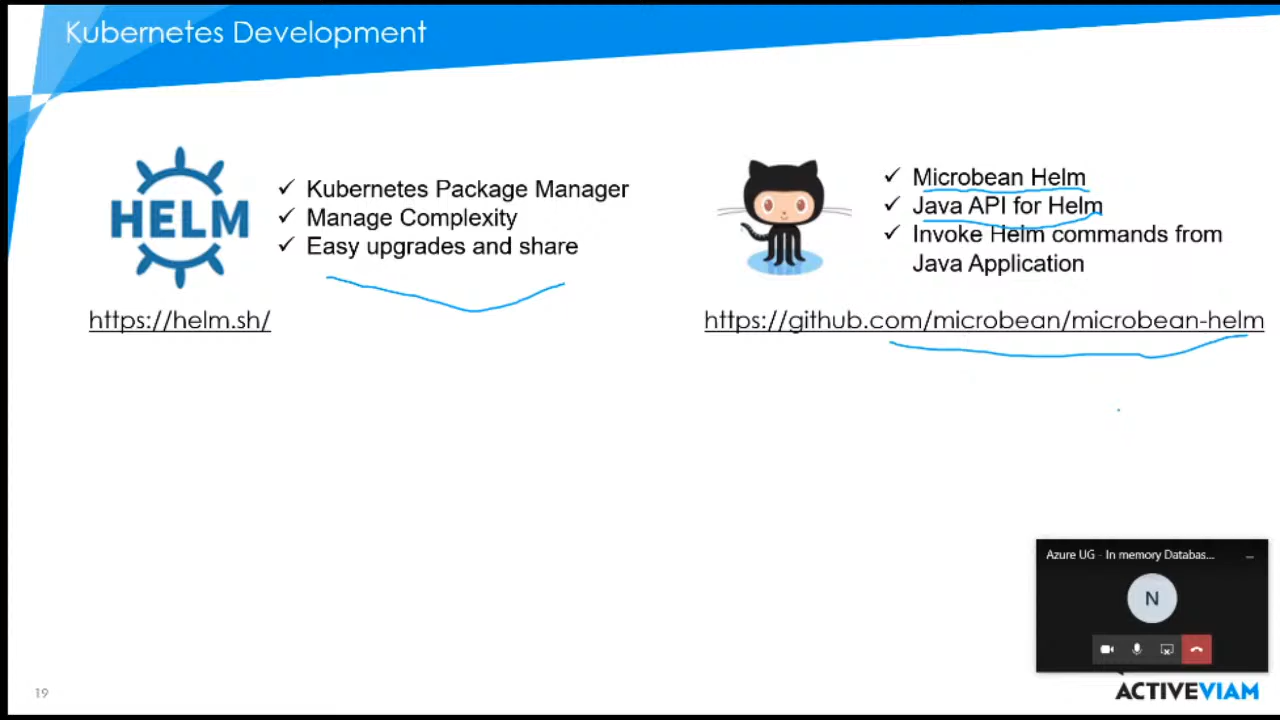 Kubernetes Development
HELM
✓ Kubernetes Package Manager
✓ Manage Complexity
✓ Easy upgrades and share
https://helm.sh/
✓ Microbean Helm
✓ Java API for Helm
✓ Invoke Helm commands from
Java Application
https://github.com/microbean/microbean-helm
Azure UG - In memory Databas...
N
19
ACTIVEVIAM